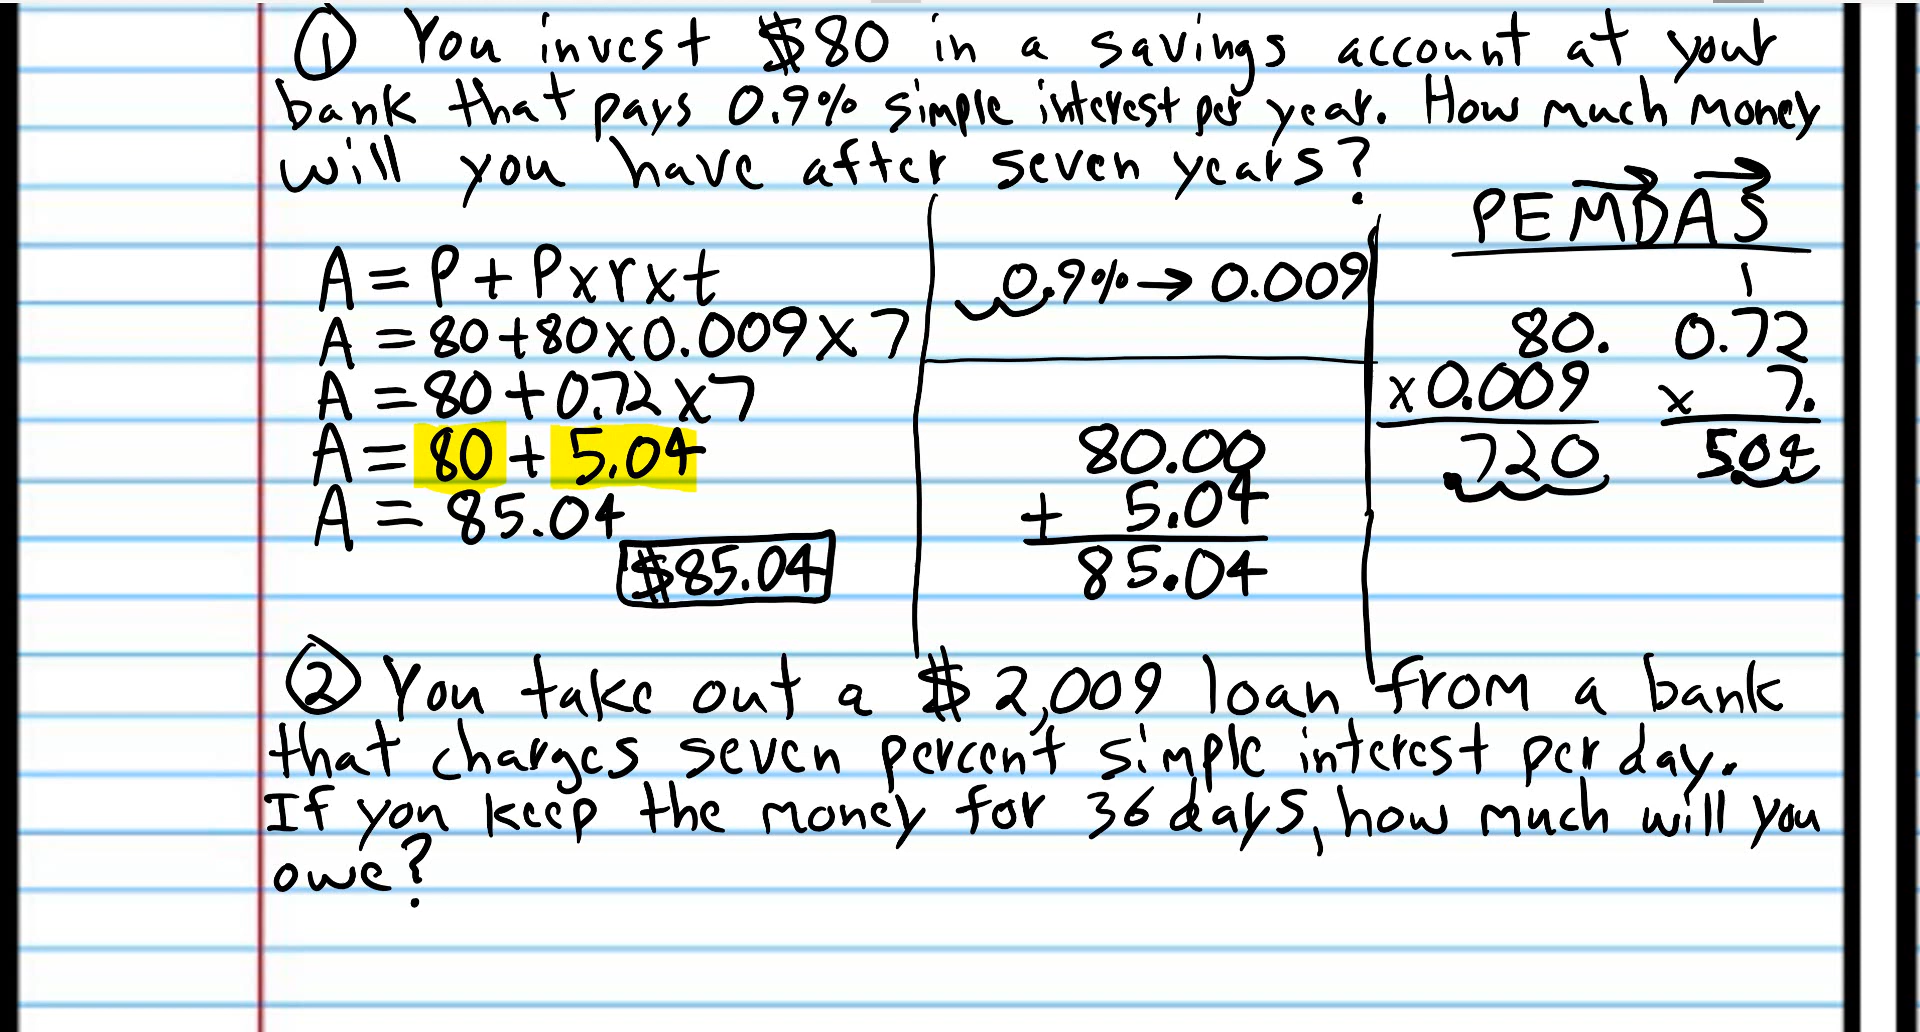 ① You invest $80 in a savings account at your
bank that pays 0.9% simple interest per year. How much money
will you have after seven years?
PEMDAS
A = P + P x r x t
A = 80 + 80 x 0.009 x 7
A = 80 + 0.72 x 7
A = 80 + 5.04
A = 85.04
$85.04
0.9% → 0.009
80.00
+ 5.04
85.04
80.
x 0.009
.720
1
0.72
x 7.
5.04
② You take out a $2,009 loan from a bank
that charges seven percent simple interest per day.
If you keep the money for 36 days, how much will you
owe?